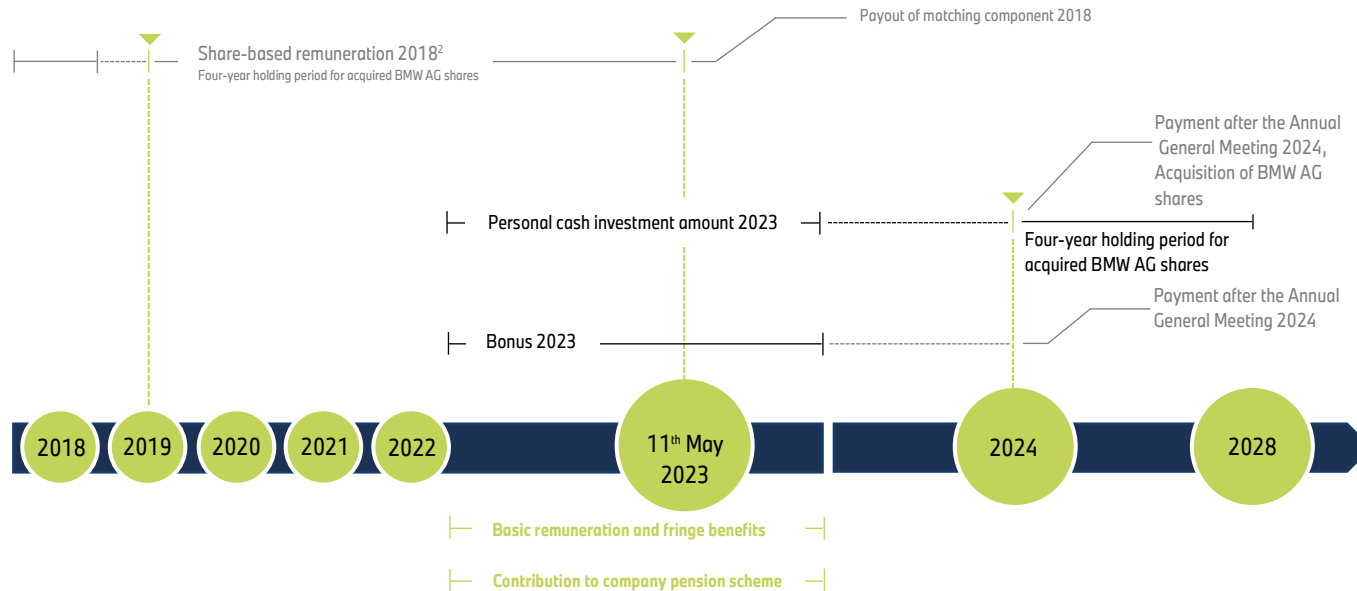 Payout of matching component 2018
Share-based remuneration 2018²
Four-year holding period for acquired BMW AG shares
Payment after the Annual
General Meeting 2024,
Acquisition of BMW AG
shares
Personal cash investment amount 2023
Four-year holding period for
acquired BMW AG shares
Payment after the Annual
General Meeting 2024
Bonus 2023
2018
2019
2020
2021
2022
11th May
2023
2024
2028
Basic remuneration and fringe benefits
Contribution to company pension scheme